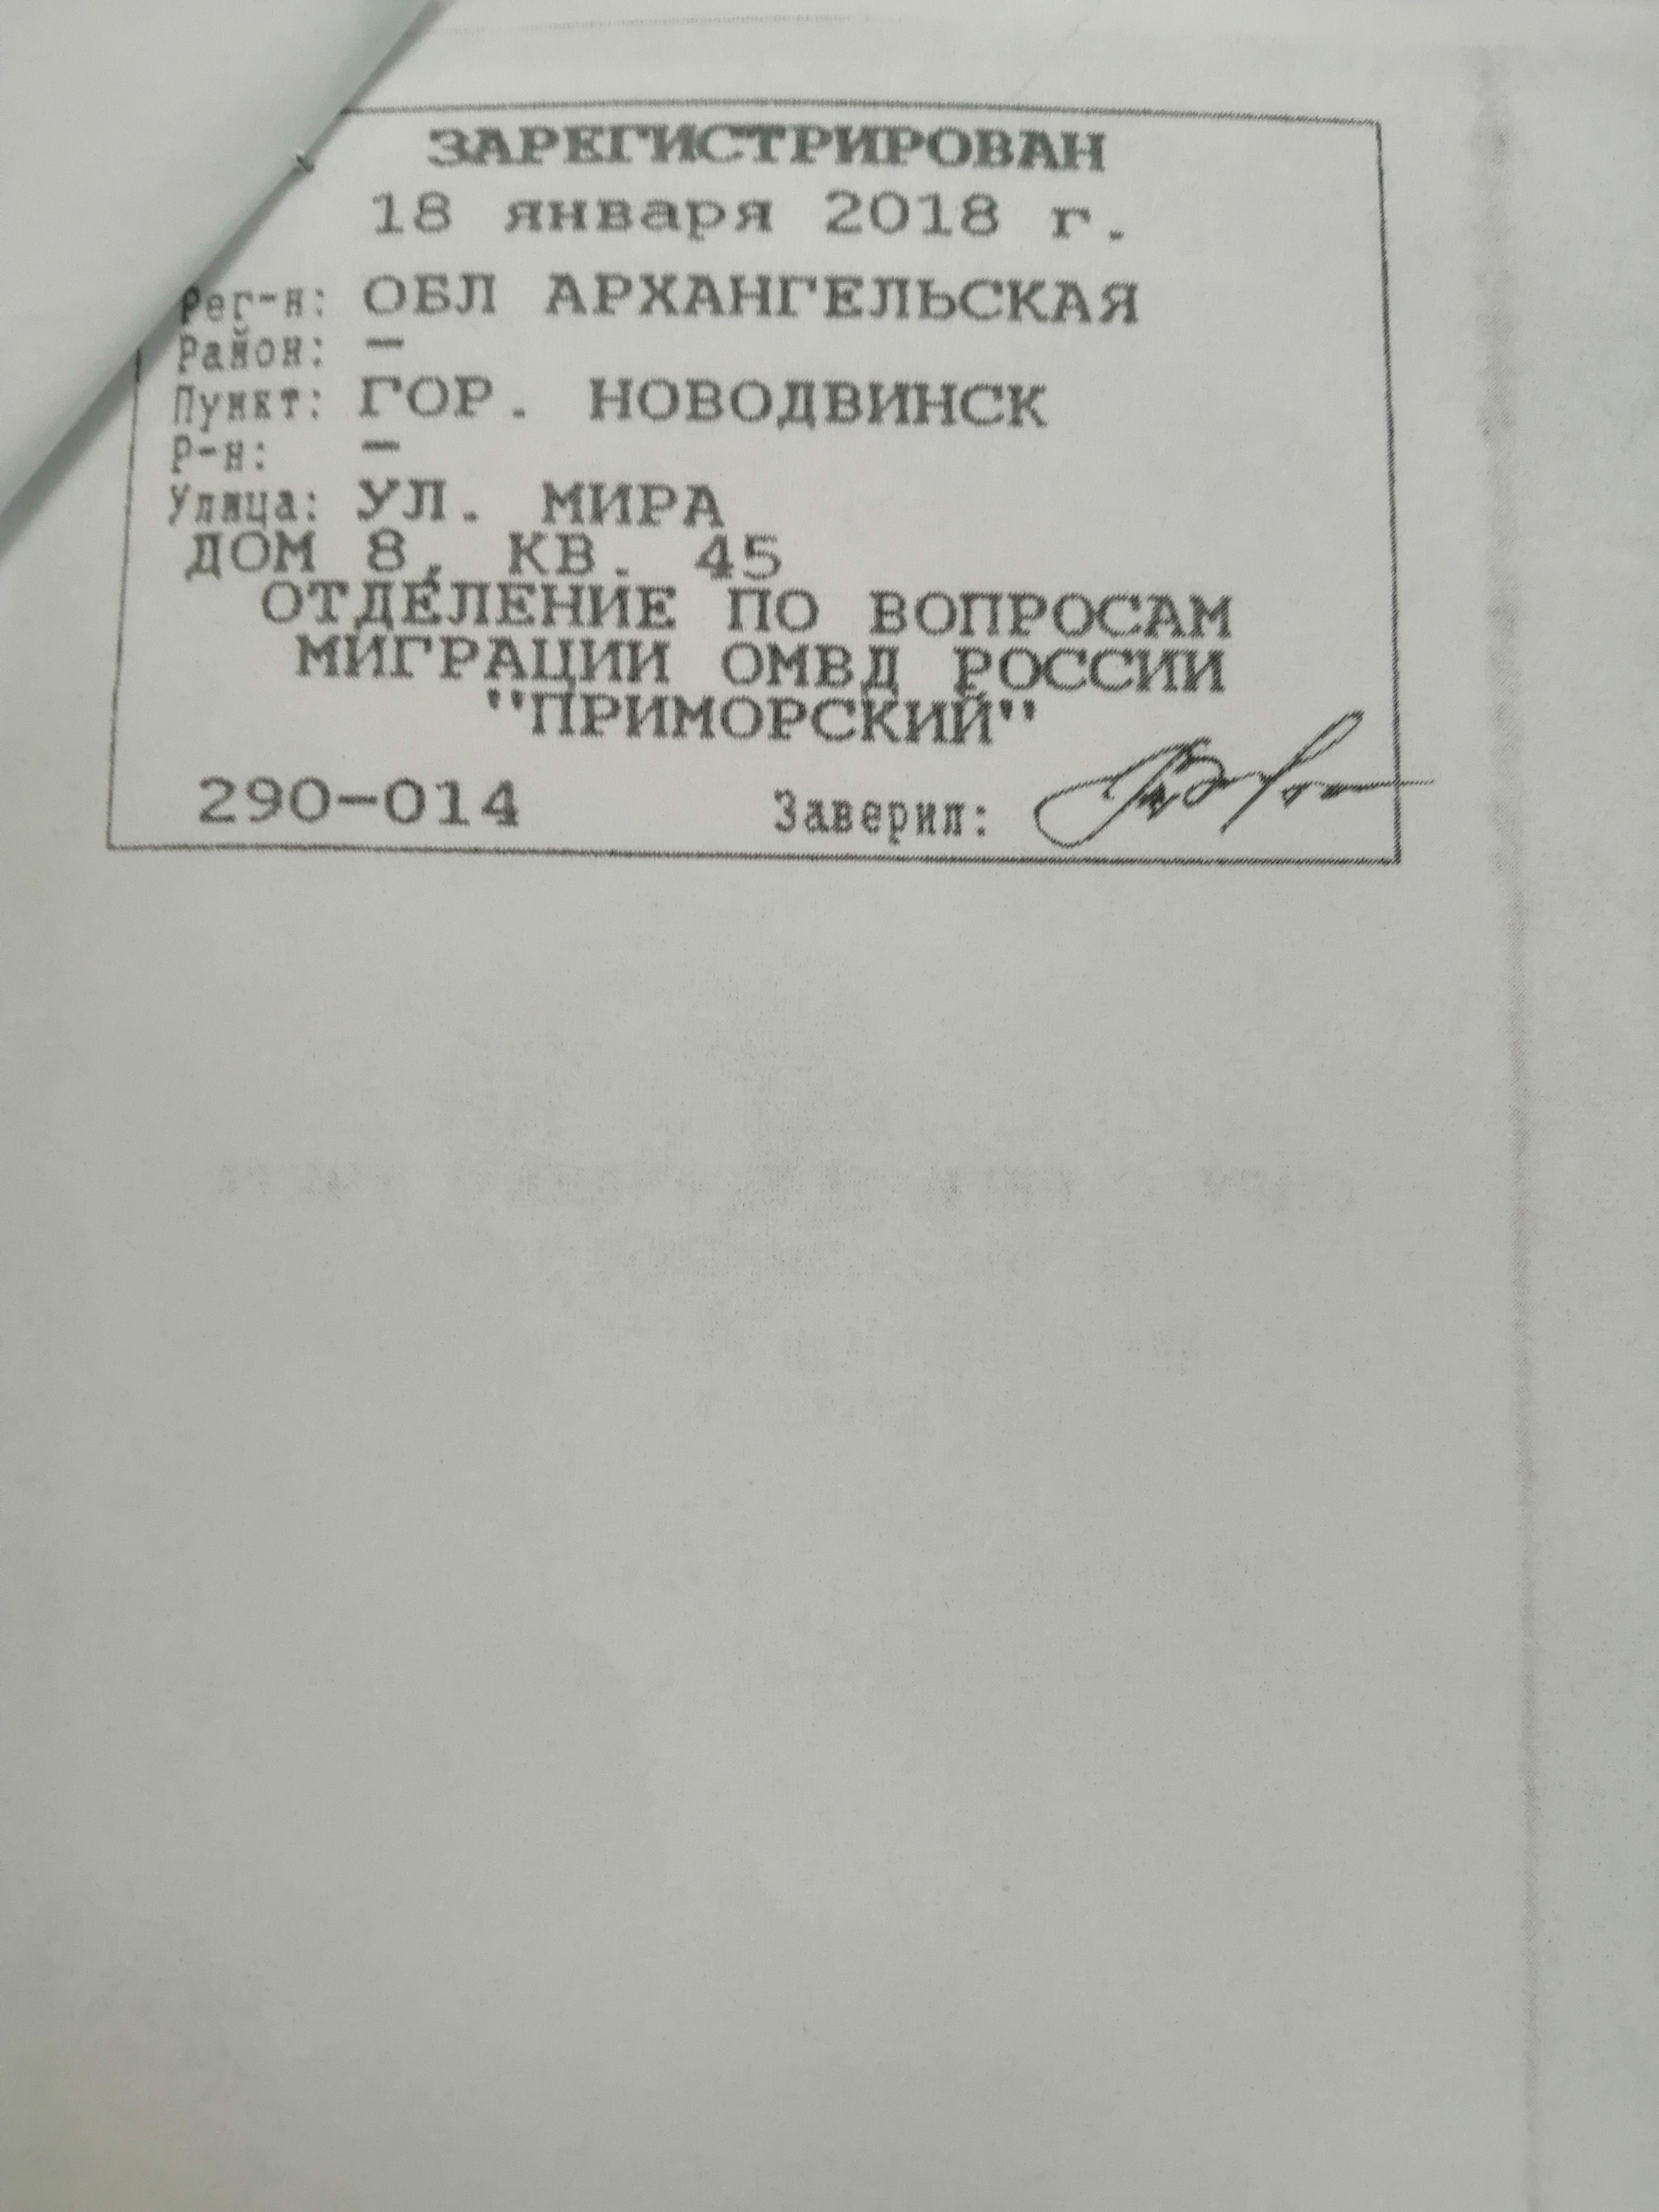 ЗАРЕГИСТРИРОВАН
18 января 2018 г.
Рег-н: ОБЛ АРХАНГЕЛЬСКАЯ
Район: –
Пункт: ГОР. НОВОДВИНСК
Р-н: –
Улица: УЛ. МИРА
ДОМ 8, КВ. 45
ОТДЕЛЕНИЕ ПО ВОПРОСАМ
МИГРАЦИИ ОМВД РОССИИ
"ПРИМОРСКИЙ"
290-014 Заверил: